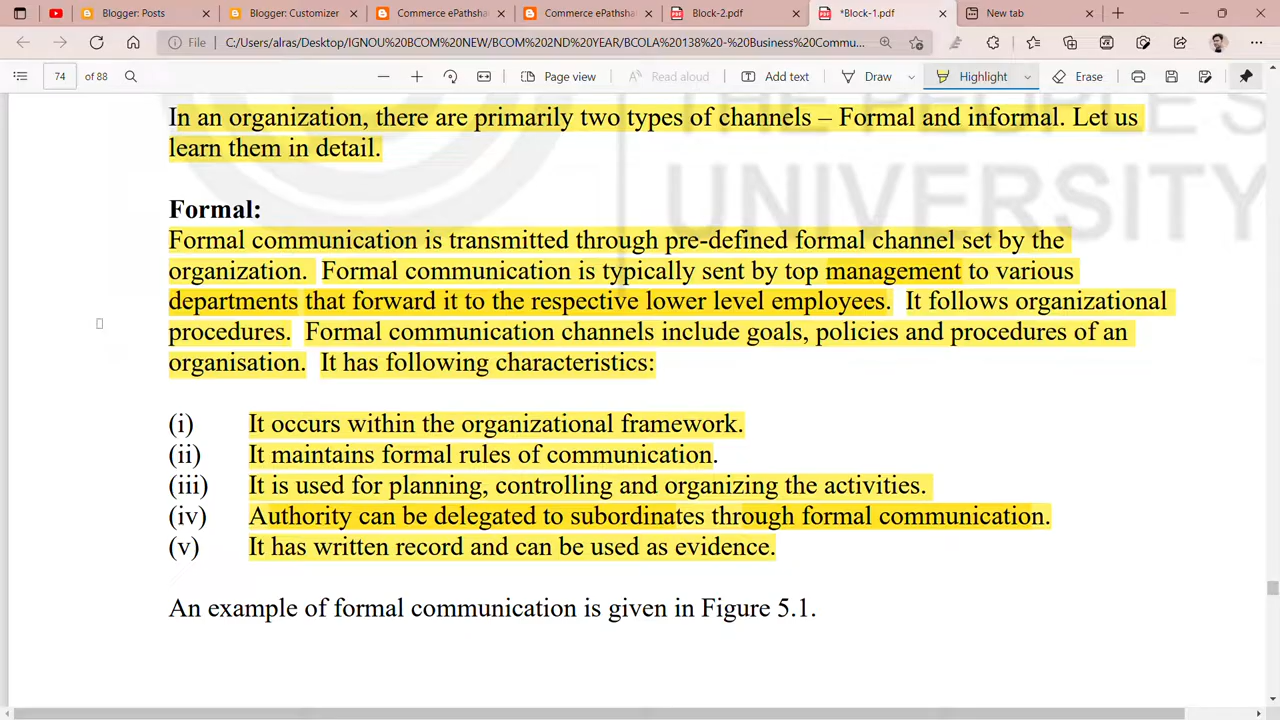 Blogger: Posts
Blogger: Customizer
Commerce ePathsha
Commerce ePathsh
Block-2.pdf
*Block-1.pdf
New tab
File
C:/Users/alras/Desktop/IGNOU%20BCOM%20NEW/BCOM%202ND%20YEAR/BCOLA%20138%20-%20Business%20Commu...
74 of 88
Page view
Read aloud
Add text
Draw
Highlight
Erase
THE PEOPLE'S
UNIVERSITY
In an organization, there are primarily two types of channels – Formal and informal. Let us
learn them in detail.
Formal:
Formal communication is transmitted through pre-defined formal channel set by the
organization. Formal communication is typically sent by top management to various
departments that forward it to the respective lower level employees. It follows organizational
procedures. Formal communication channels include goals, policies and procedures of an
organisation. It has following characteristics:
(i) It occurs within the organizational framework.
(ii) It maintains formal rules of communication.
(iii) It is used for planning, controlling and organizing the activities.
(iv) Authority can be delegated to subordinates through formal communication.
(v) It has written record and can be used as evidence.
An example of formal communication is given in Figure 5.1.